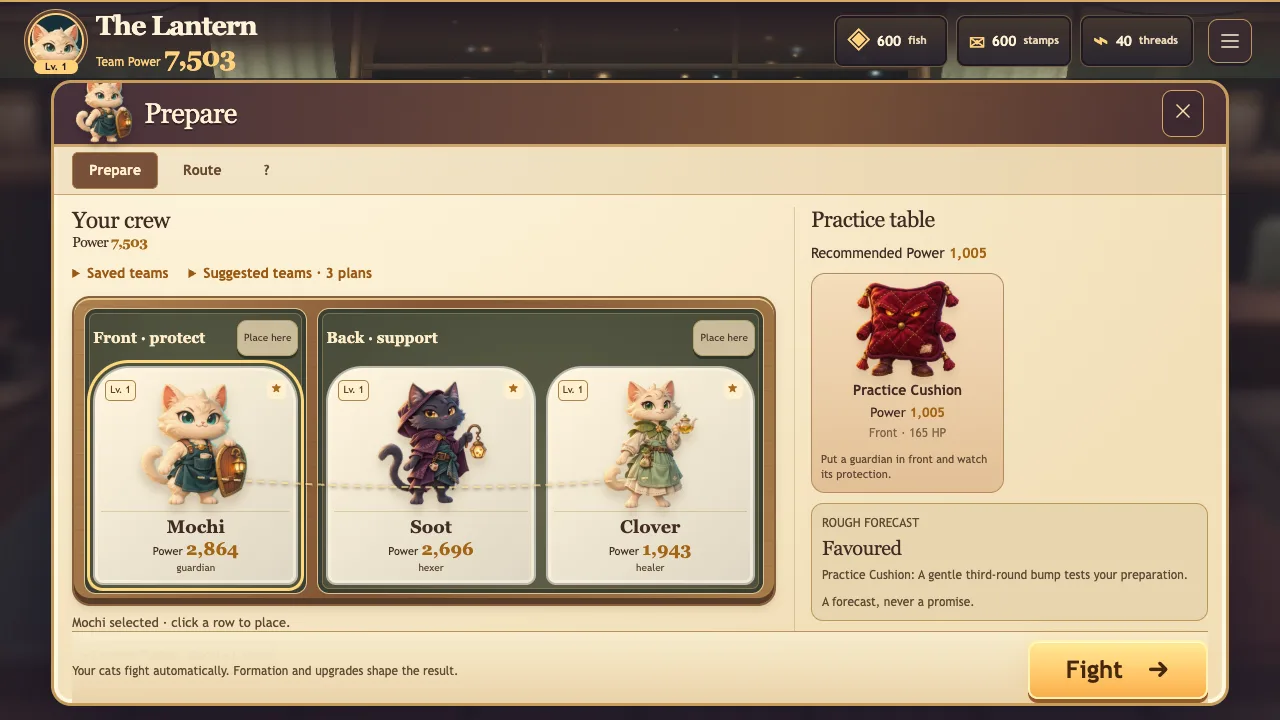 The Lantern
Team Power 7,503
Lv. 1
600 fish
600 stamps
40 threads
Prepare
Prepare
Route
?
Your crew
Power 7,503
▶ Saved teams
▶ Suggested teams · 3 plans
Front · protect
Place here
Back · support
Place here
Lv. 1
Mochi
Power 2,864
guardian
Lv. 1
Soot
Power 2,696
hexer
Lv. 1
Clover
Power 1,943
healer
Mochi selected · click a row to place.
Practice table
Recommended Power 1,005
Practice Cushion
Power 1,005
Front · 165 HP
Put a guardian in front and watch
its protection.
ROUGH FORECAST
Favoured
Practice Cushion: A gentle third-round bump tests your preparation.
A forecast, never a promise.
Your cats fight automatically. Formation and upgrades shape the result.
Fight →